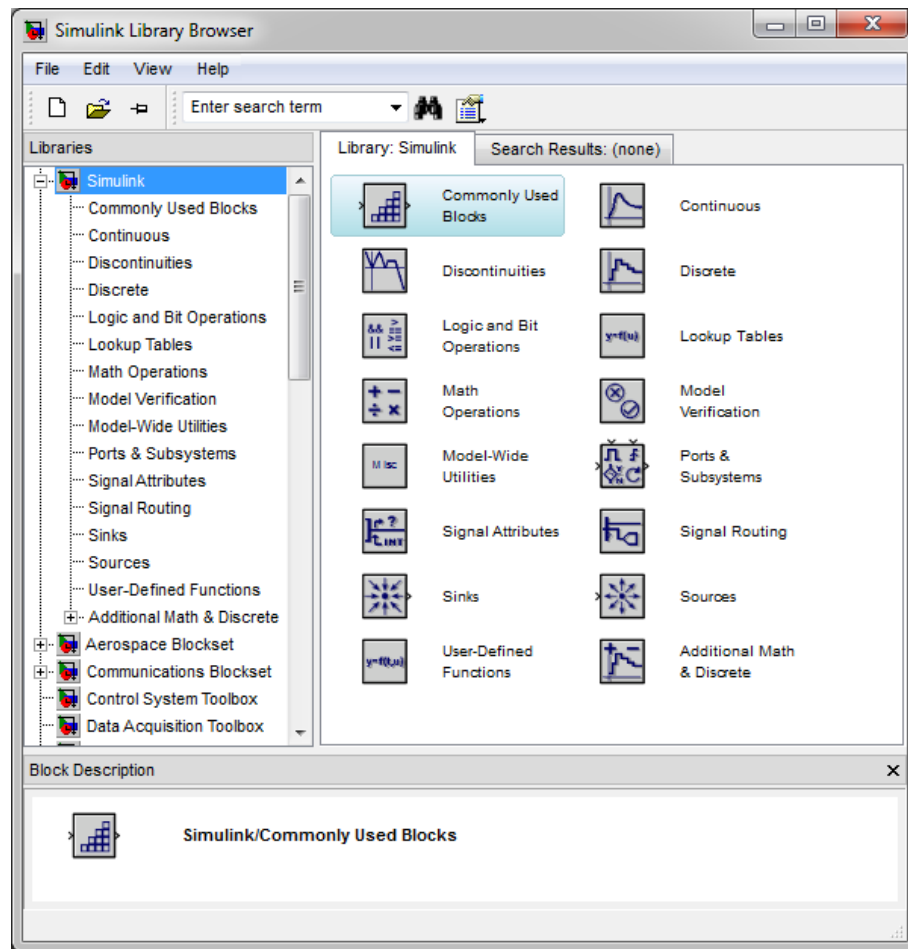 Simulink Library Browser
File Edit View Help
Enter search term
Libraries
Library: Simulink
Search Results: (none)
Simulink
Commonly Used Blocks
Continuous
Discontinuities
Discrete
Logic and Bit Operations
Lookup Tables
Math Operations
Model Verification
Model-Wide Utilities
Ports & Subsystems
Signal Attributes
Signal Routing
Sinks
Sources
User-Defined Functions
Additional Math & Discrete
Aerospace Blockset
Communications Blockset
Control System Toolbox
Data Acquisition Toolbox
Commonly Used
Blocks
Continuous
Discontinuities
Discrete
&& >=
|| <=
Logic and Bit
Operations
y=f(u)
Lookup Tables
+ −
÷ ×
Math
Operations
Model
Verification
Misc
Model-Wide
Utilities
Ports &
Subsystems
?
INT
Signal Attributes
Signal Routing
Sinks
Sources
y=f(t,u)
User-Defined
Functions
Additional Math
& Discrete
Block Description
Simulink/Commonly Used Blocks